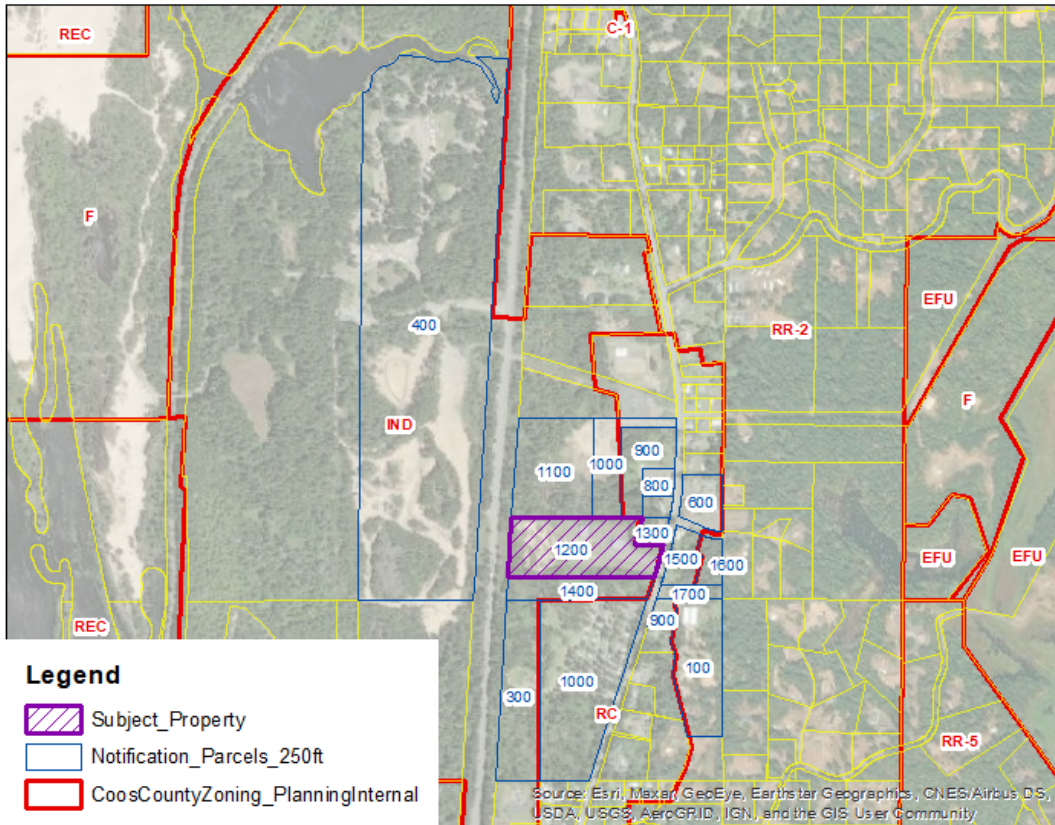 REC
C-1
F
EFU
RR-2
400
F
IND
900
1100
1000
800
600
1300
1200
1500
1600
EFU
EFU
1400
1700
900
REC
100
300
1000
RC
RR-5
Legend
Subject_Property
Notification_Parcels_250ft
CoosCountyZoning_PlanningInternal
Source: Esri, Maxar, GeoEye, Earthstar Geographics, CNES/Airbus DS,
USDA, USGS, AeroGRID, IGN, and the GIS User Community